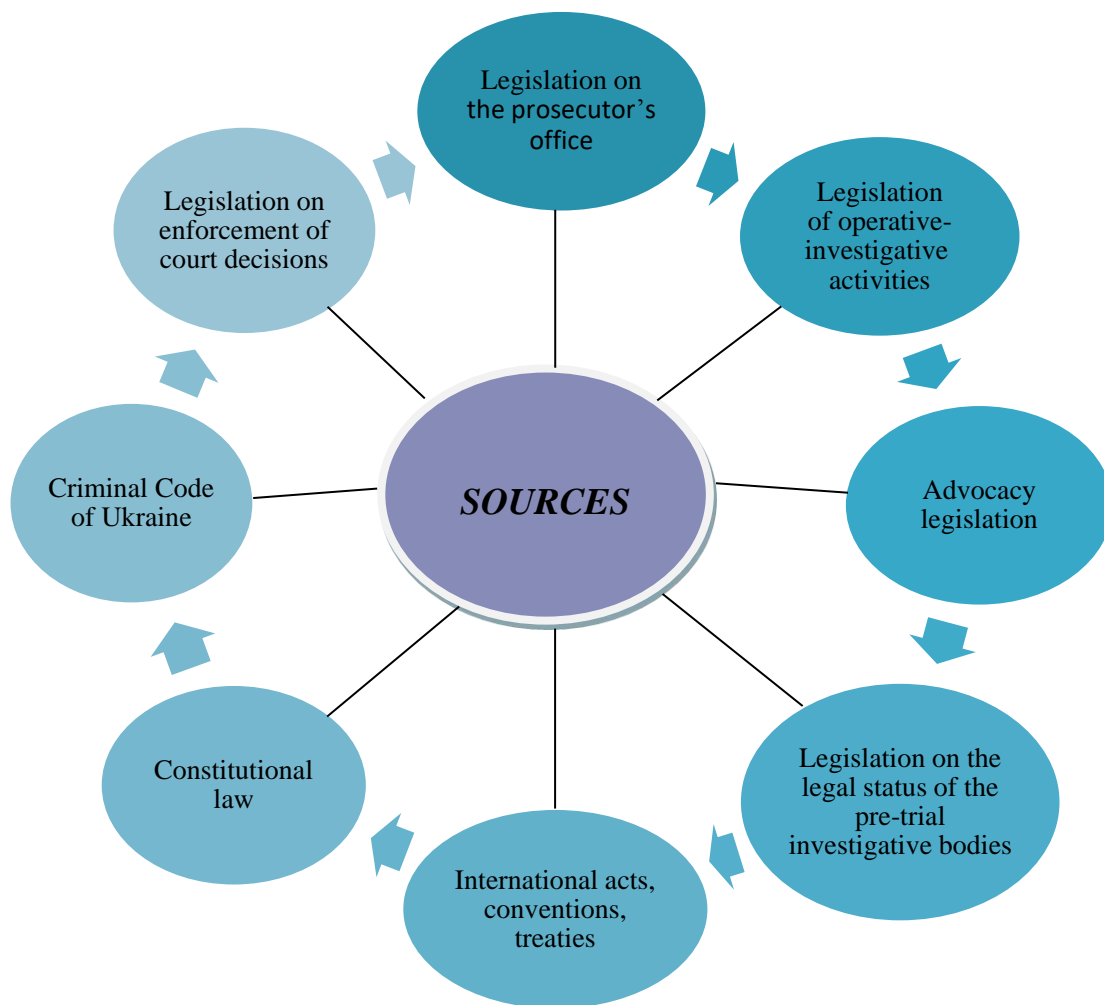 Legislation on
the prosecutor’s
office
Legislation
of operative-
investigative
activities
Advocacy
legislation
Legislation on the
legal status of the
pre-trial
investigative bodies
International acts,
conventions,
treaties
Constitutional
law
Criminal Code
of Ukraine
Legislation on
enforcement of
court decisions
SOURCES